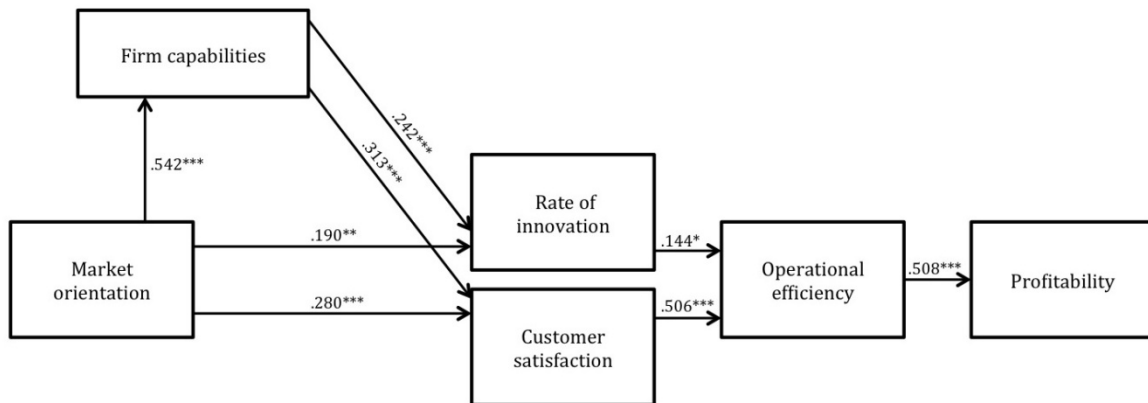 Firm capabilities
.242***
.313***
.542***
Rate of
innovation
.190**
.144*
Market
orientation
Operational
efficiency
.508***
Profitability
.280***
.506***
Customer
satisfaction